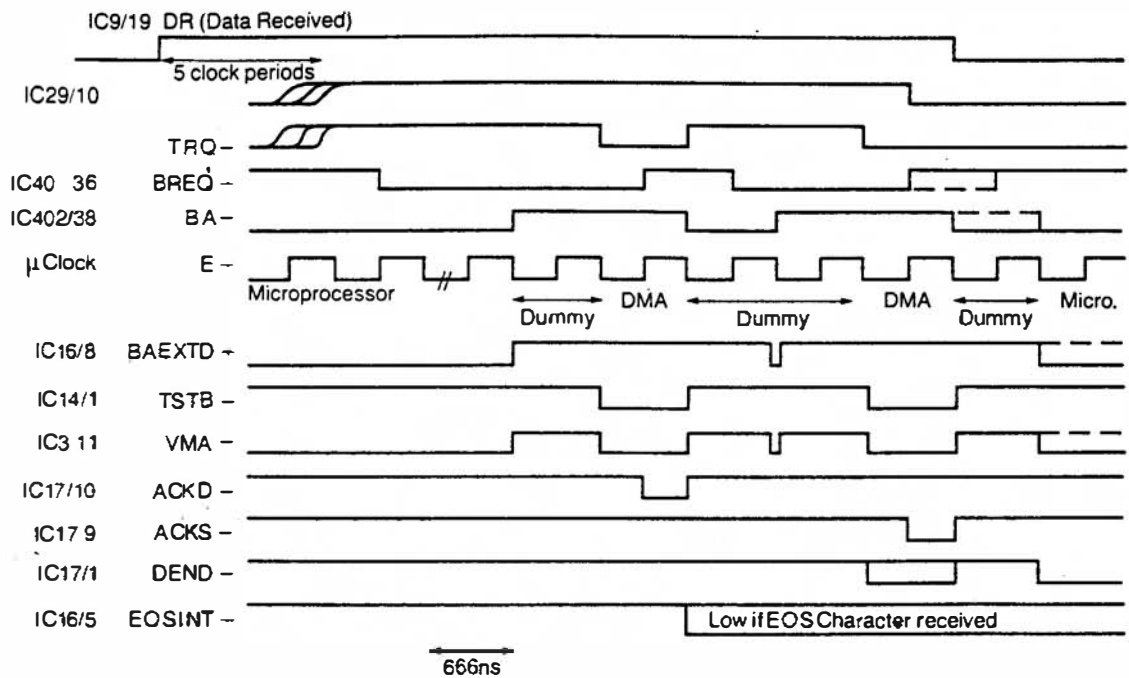 IC9/19 DR (Data Received)
5 clock periods
IC29/10
TRQ –
IC40 36 BREQ –
IC402/38 BA –
μClock E –
Microprocessor // DMA DMA Micro.
Dummy Dummy Dummy
IC16/8 BAEXTD –
IC14/1 TSTB –
IC3 11 VMA –
IC17/10 ACKD –
IC17 9 ACKS –
IC17/1 DEND –
IC16/5 EOSINT – Low if EOS Character received
666ns